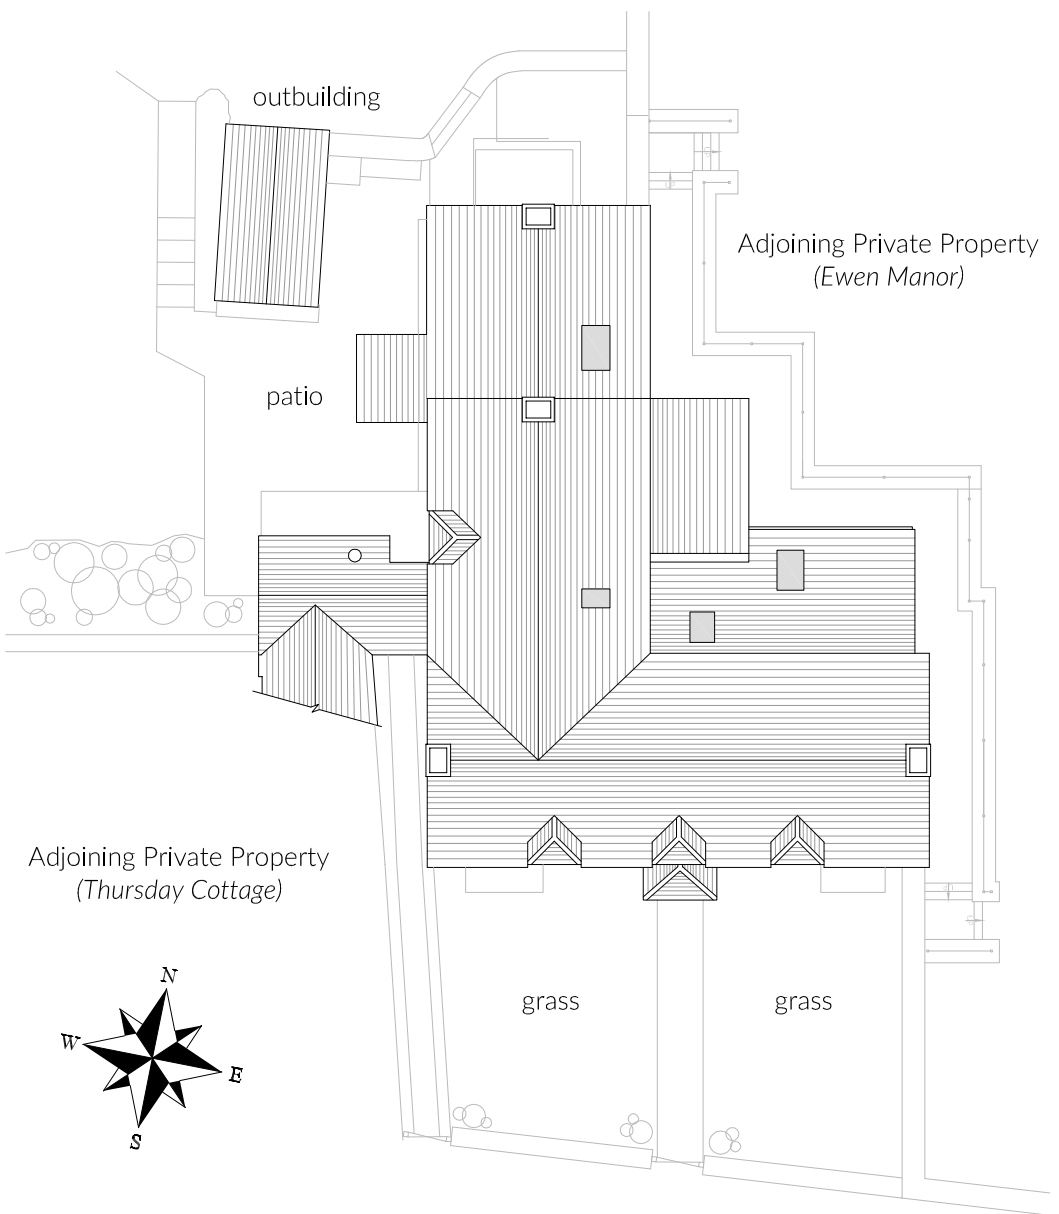 outbuilding
Adjoining Private Property
(Ewen Manor)
patio
Adjoining Private Property
(Thursday Cottage)
N
W
E
S
grass
grass